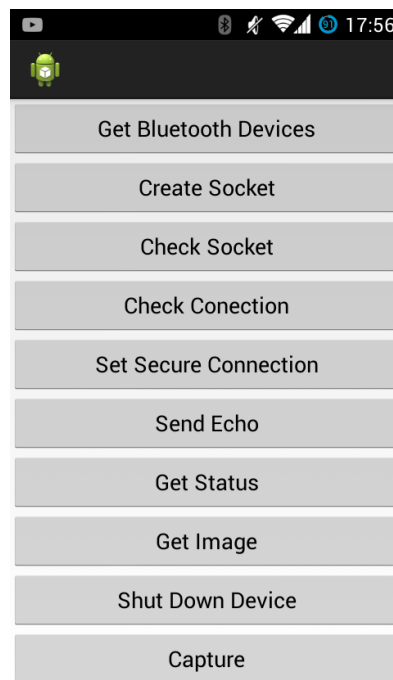 91 17:56
Get Bluetooth Devices
Create Socket
Check Socket
Check Conection
Set Secure Connection
Send Echo
Get Status
Get Image
Shut Down Device
Capture